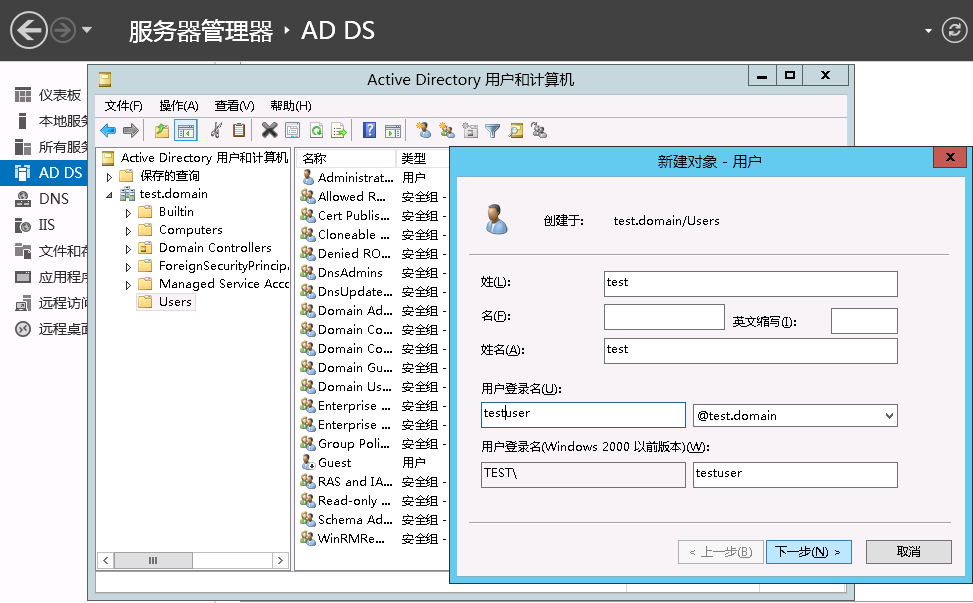 服务器管理器 · AD DS
仪表板
本地服务
所有服务
AD DS
DNS
IIS
文件和存
应用程序
远程访问
远程桌面
Active Directory 用户和计算机
文件(F) 操作(A) 查看(V) 帮助(H)
Active Directory 用户和计算机
保存的查询
test.domain
Builtin
Computers
Domain Controllers
ForeignSecurityPrincip
Managed Service Acco
Users
名称 类型
Administrat... 用户
Allowed R... 安全组 -
Cert Publis... 安全组 -
Cloneable ... 安全组 -
Denied RO... 安全组 -
DnsAdmins 安全组 -
DnsUpdate... 安全组 -
Domain Ad... 安全组 -
Domain Co... 安全组 -
Domain Co... 安全组 -
Domain Gu... 安全组 -
Domain Us... 安全组 -
Enterprise ... 安全组 -
Enterprise ... 安全组 -
Group Poli... 安全组 -
Guest 用户
RAS and IA... 安全组 -
Read-only ... 安全组 -
Schema Ad... 安全组 -
WinRMRe... 安全组 -
新建对象 - 用户
创建于: test.domain/Users
姓(L): test
名(F): 英文缩写(I):
姓名(A): test
用户登录名(U):
testuser @test.domain
用户登录名(Windows 2000 以前版本)(W):
TEST\ testuser
< 上一步(B) 下一步(N) > 取消